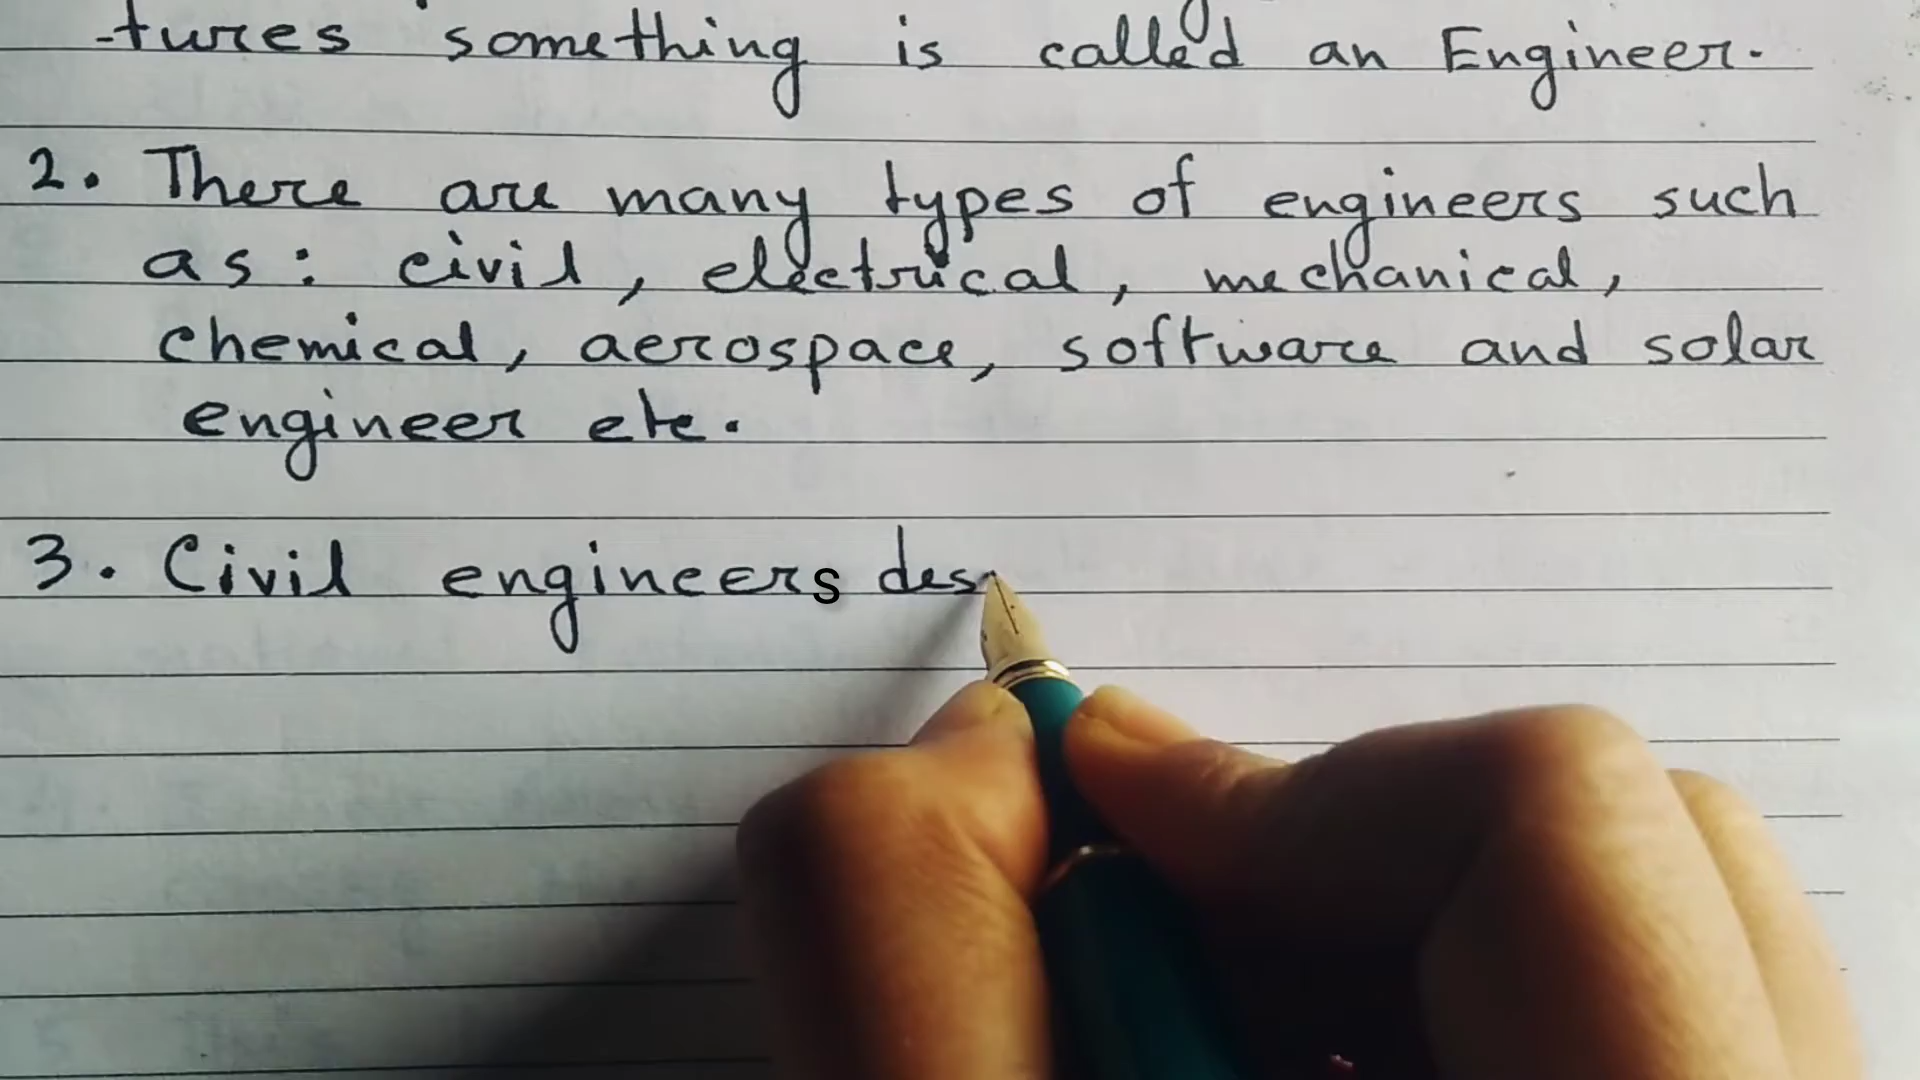 -tures something is called an Engineer.
2. There are many types of engineers such
as: civil, electrical, mechanical,
chemical, aerospace, software and solar
engineer etc.
3. Civil engineers des